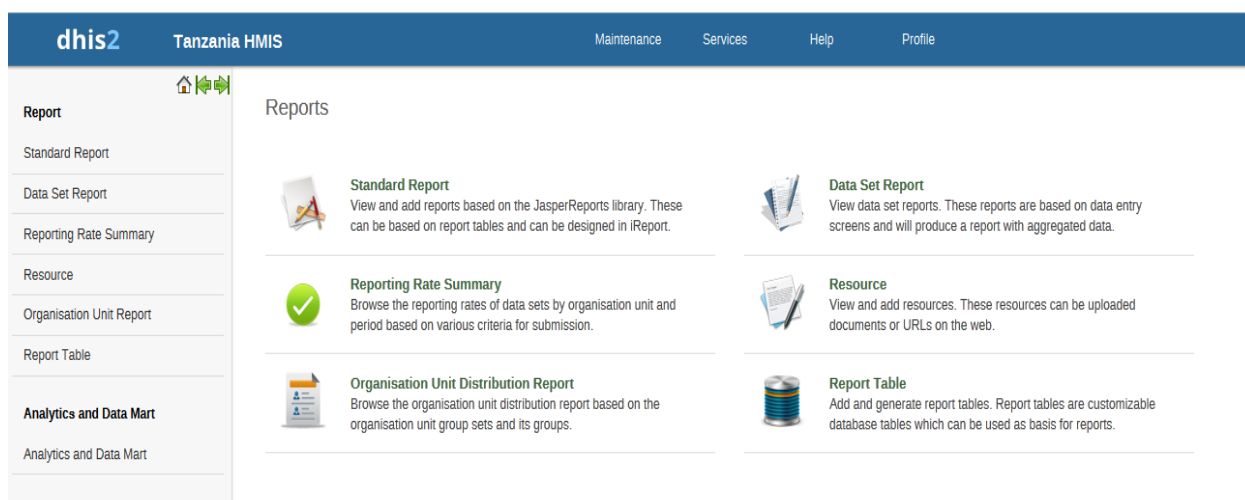 dhis2 Tanzania HMIS Maintenance Services Help Profile
Report
Standard Report
Data Set Report
Reporting Rate Summary
Resource
Organisation Unit Report
Report Table
Analytics and Data Mart
Analytics and Data Mart
Reports
Standard Report
View and add reports based on the JasperReports library. These
can be based on report tables and can be designed in iReport.
Data Set Report
View data set reports. These reports are based on data entry
screens and will produce a report with aggregated data.
Reporting Rate Summary
Browse the reporting rates of data sets by organisation unit and
period based on various criteria for submission.
Resource
View and add resources. These resources can be uploaded
documents or URLs on the web.
Organisation Unit Distribution Report
Browse the organisation unit distribution report based on the
organisation unit group sets and its groups.
Report Table
Add and generate report tables. Report tables are customizable
database tables which can be used as basis for reports.